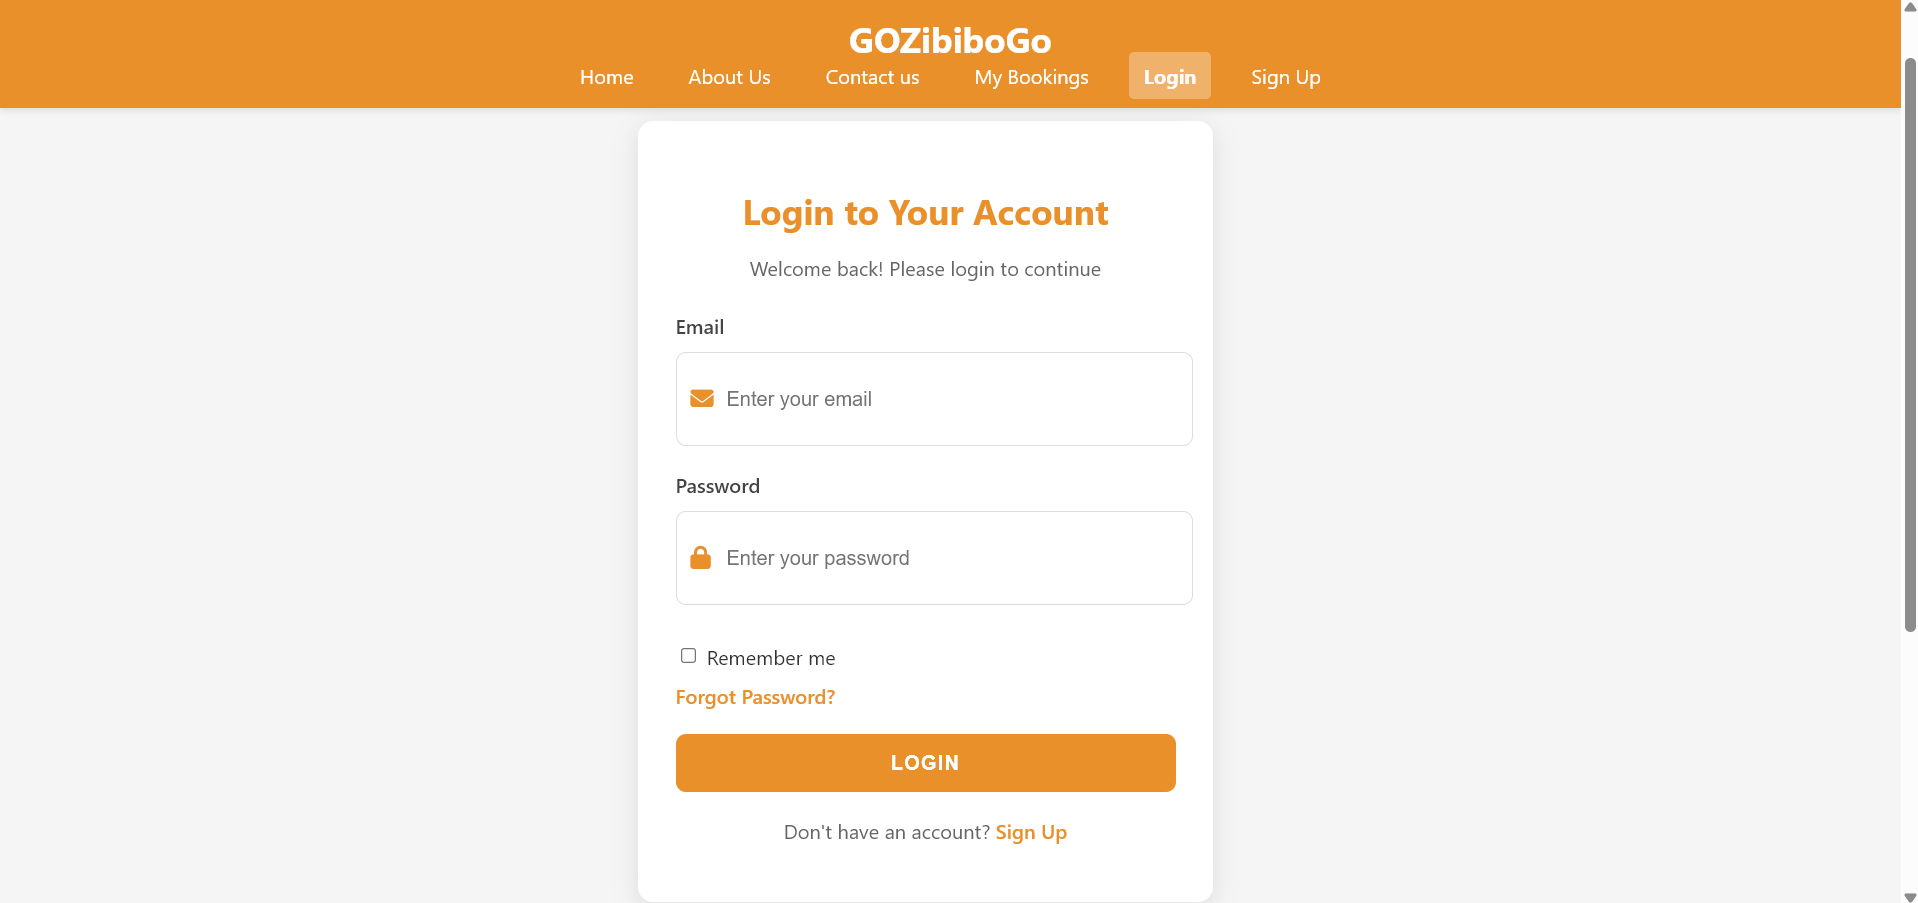 GOZibiboGo
Home About Us Contact us My Bookings Login Sign Up
Login to Your Account
Welcome back! Please login to continue
Email
Enter your email
Password
Enter your password
Remember me
Forgot Password?
LOGIN
Don't have an account? Sign Up